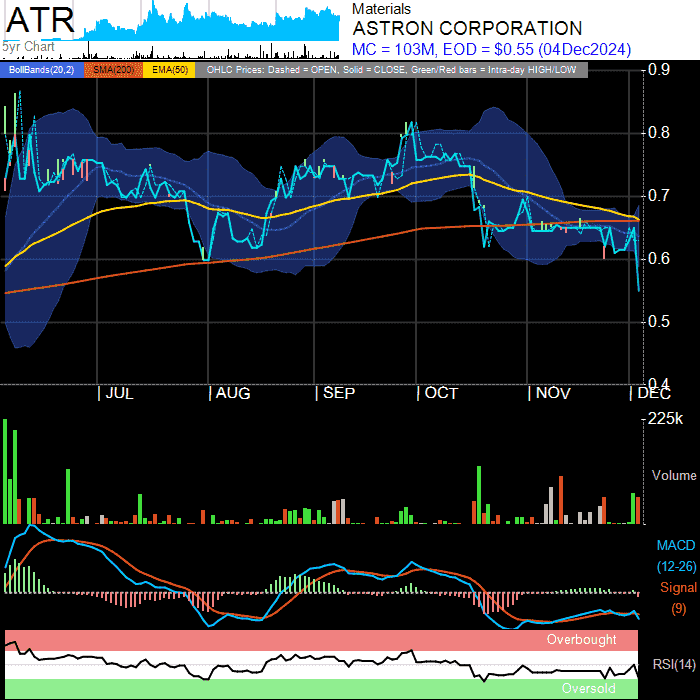 ATR
5yr Chart
Materials
ASTRON CORPORATION
MC = 103M, EOD = $0.55 (04Dec2024)
BollBands(20,2) SMA(200) EMA(50) OHLC Prices: Dashed = OPEN, Solid = CLOSE, Green/Red bars = Intra-day HIGH/LOW
0.9
0.8
0.7
0.6
0.5
0.4
JUL AUG SEP OCT NOV DEC
225k
Volume
MACD
(12-26)
Signal
(9)
Overbought
RSI(14)
Oversold